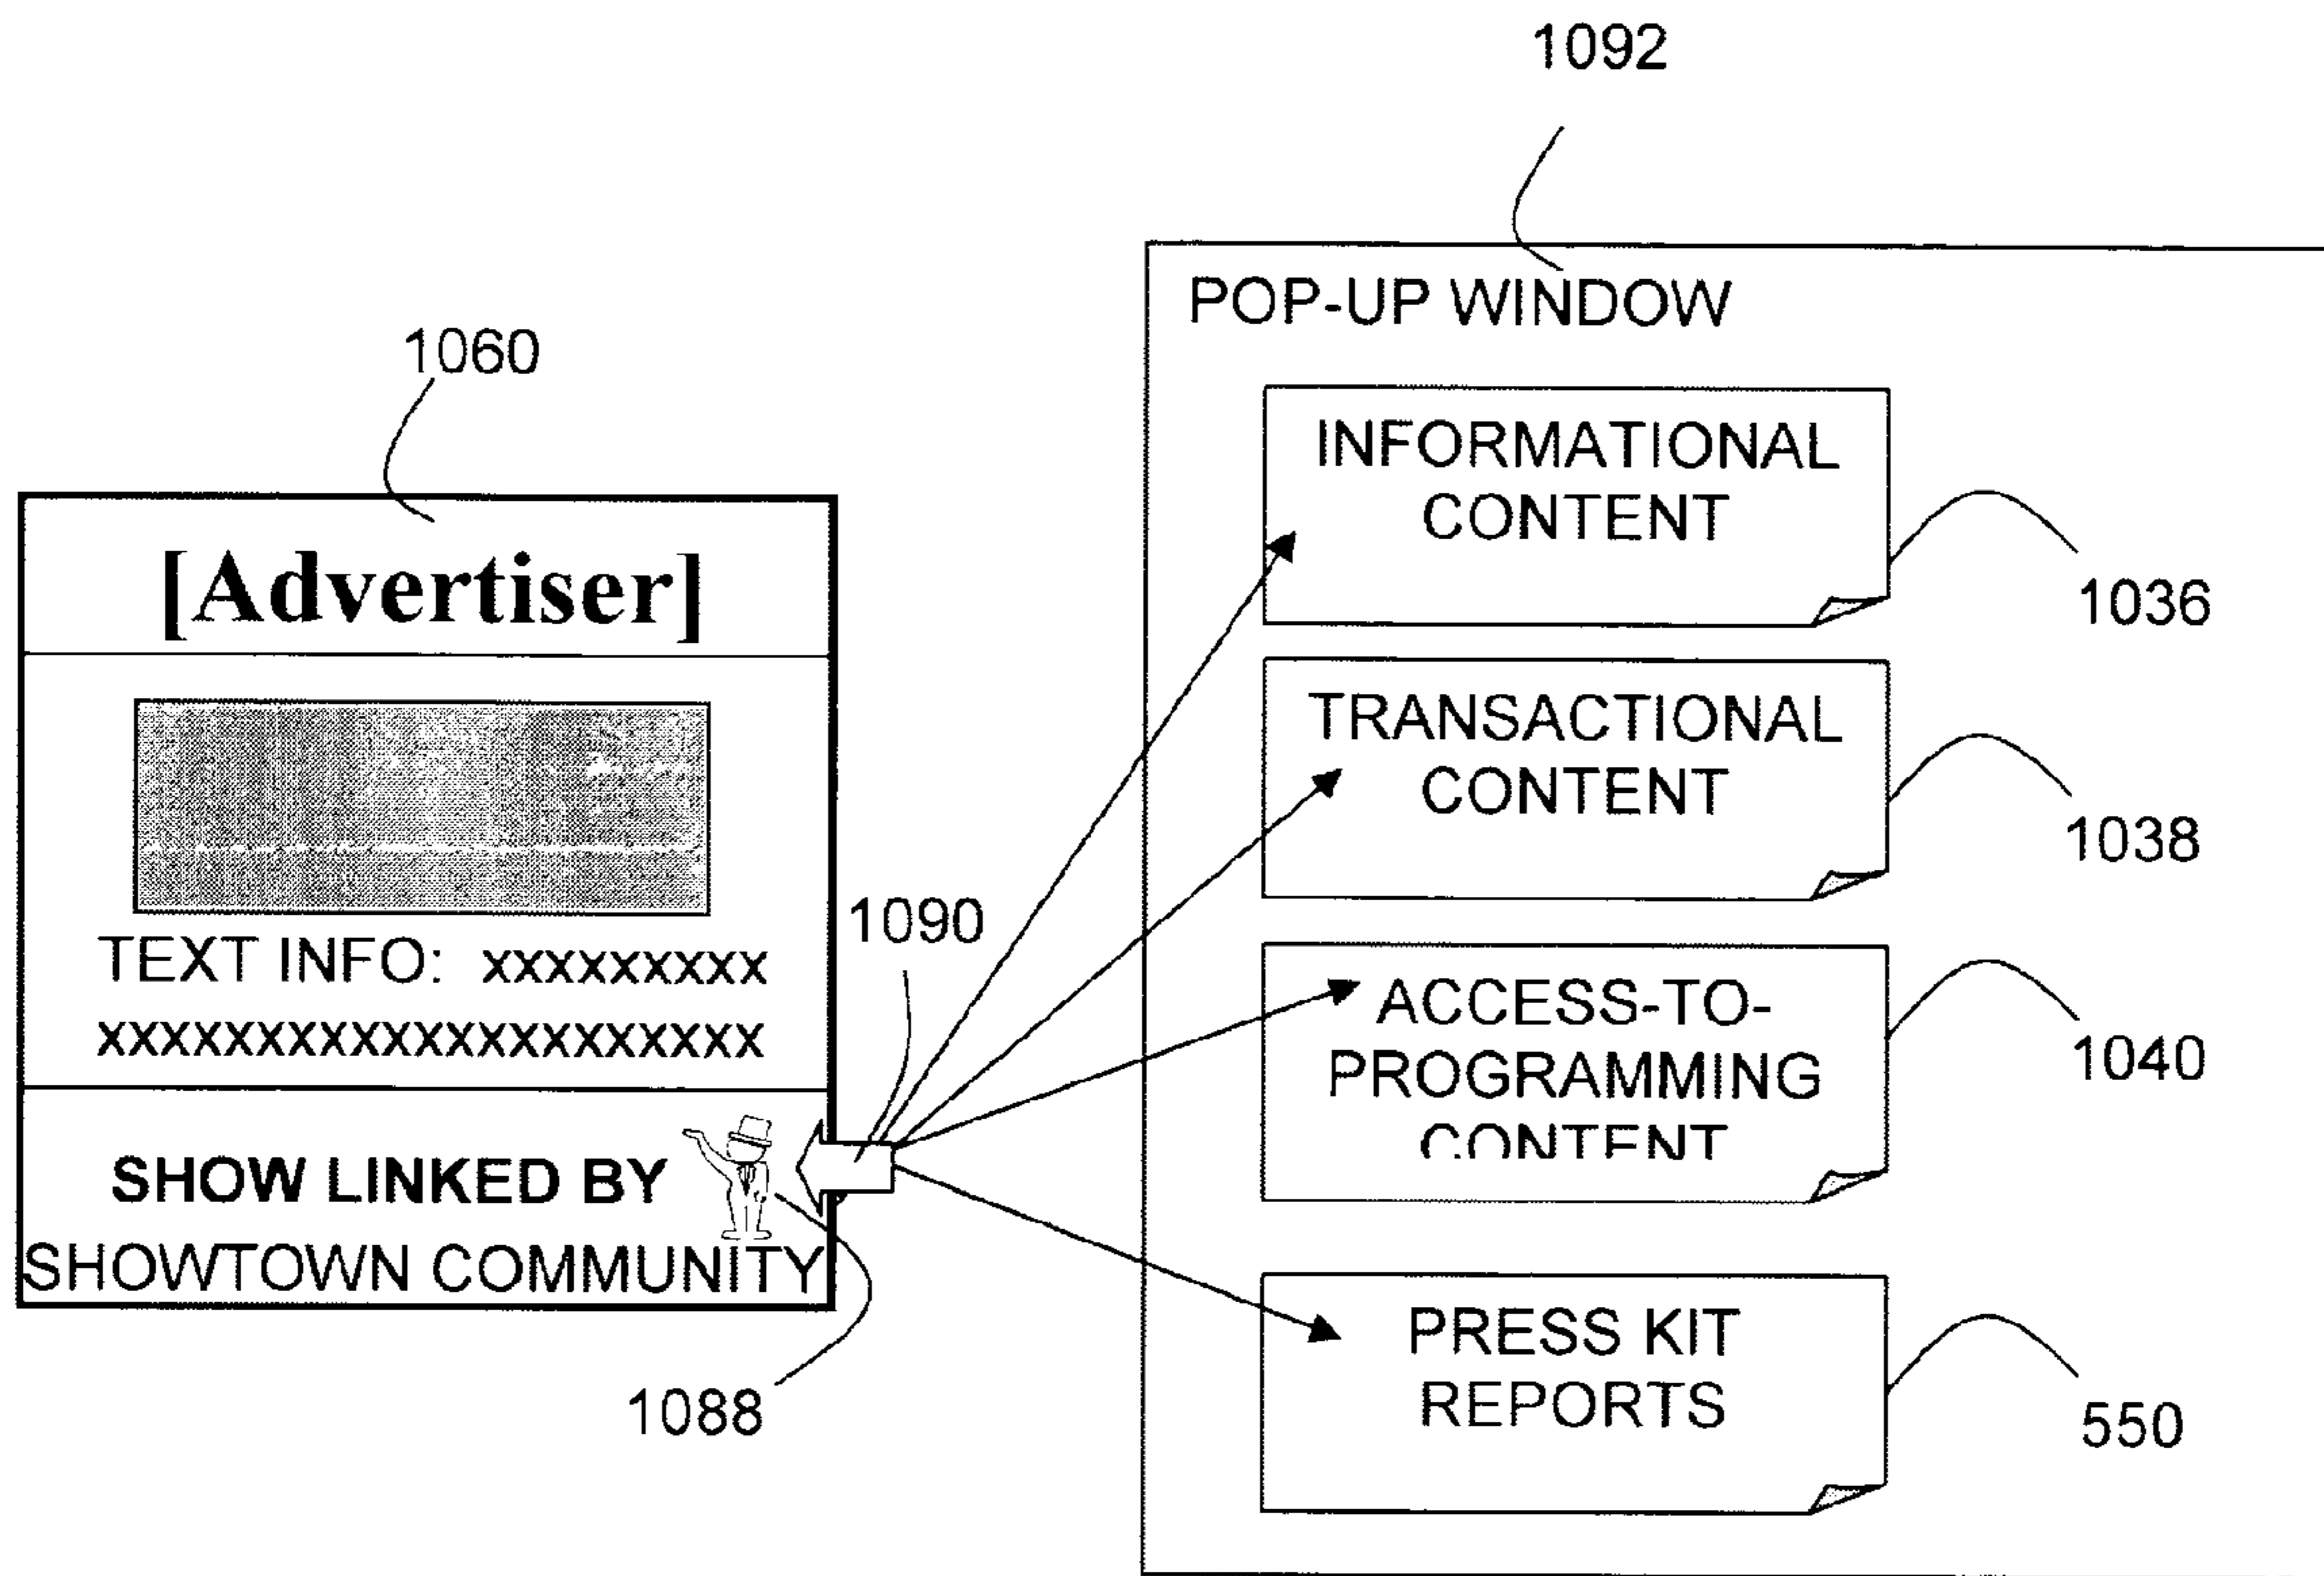 1092
POP-UP WINDOW
1060
[Advertiser]
TEXT INFO: xxxxxxxxx
xxxxxxxxxxxxxxxxxxxxx
SHOW LINKED BY
SHOWTOWN COMMUNITY
1090
1088
INFORMATIONAL
CONTENT
1036
TRANSACTIONAL
CONTENT
1038
ACCESS-TO-
PROGRAMMING
CONTENT
1040
PRESS KIT
REPORTS
550